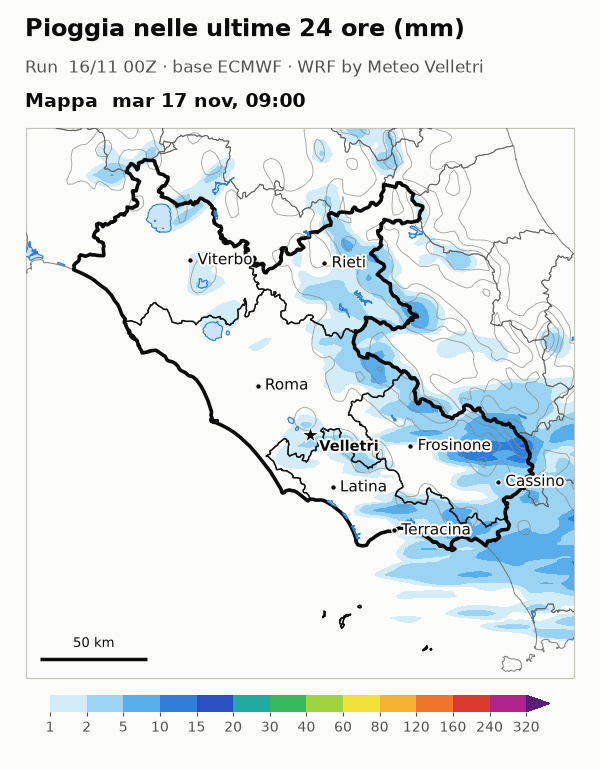 Pioggia nelle ultime 24 ore (mm)
Run  16/11 00Z · base ECMWF · WRF by Meteo Velletri
Mappa  mar 17 nov, 09:00
Viterbo
Rieti
Roma
Velletri
Frosinone
Latina
Cassino
Terracina
50 km
1 2 5 10 15 20 30 40 60 80 120 160 240 320